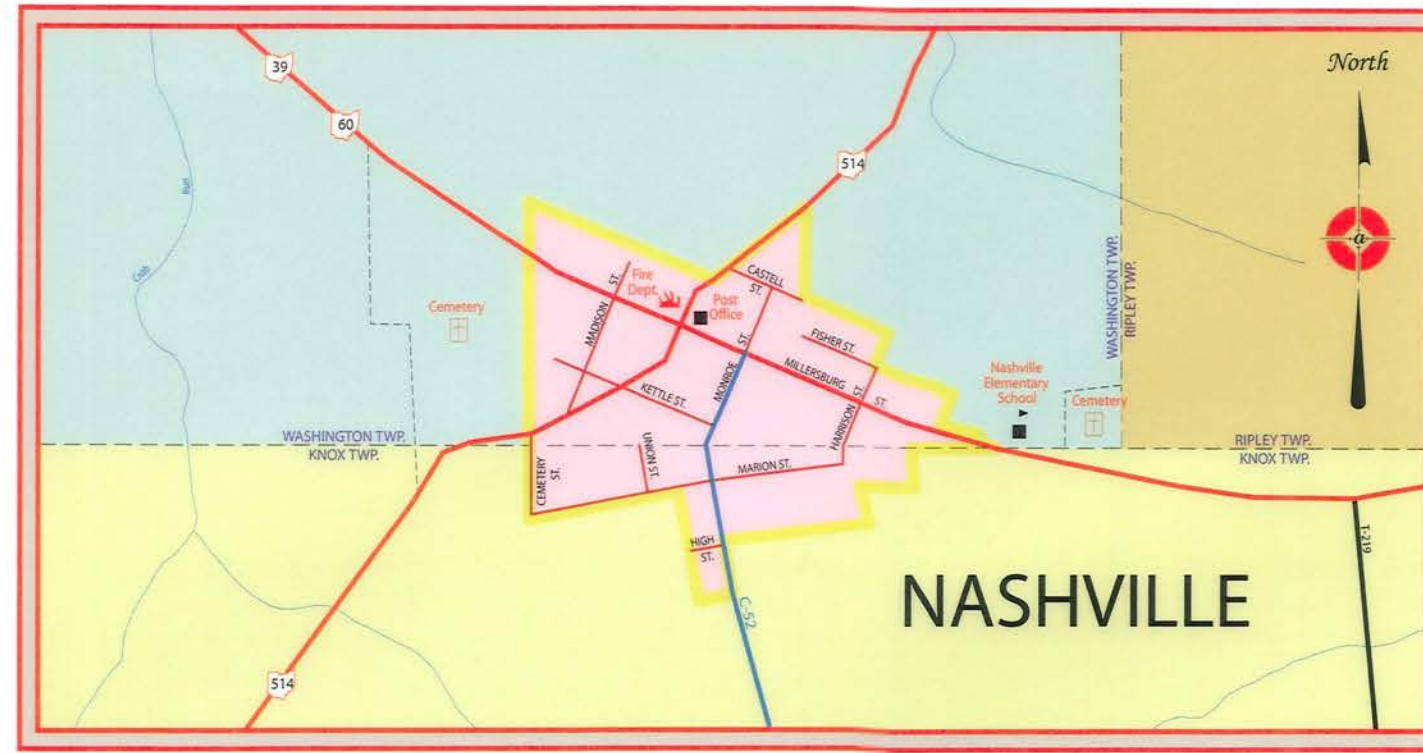 North
39
60
514
Run
Crab
WASHINGTON TWP.
RIPLEY TWP.
CASTELL
ST.
Fire
Dept.
ST.
MADISON
Post
Office
Cemetery
FISHER ST.
MONROE
ST.
MILLERSBURG
ST.
KETTLE ST.
HARRISON
ST.
Nashville
Elementary
School
Cemetery
WASHINGTON TWP.
KNOX TWP.
RIPLEY TWP.
KNOX TWP.
UNION ST.
MARION ST.
CEMETERY
ST.
HIGH
ST.
T-219
C-52
NASHVILLE
514
a